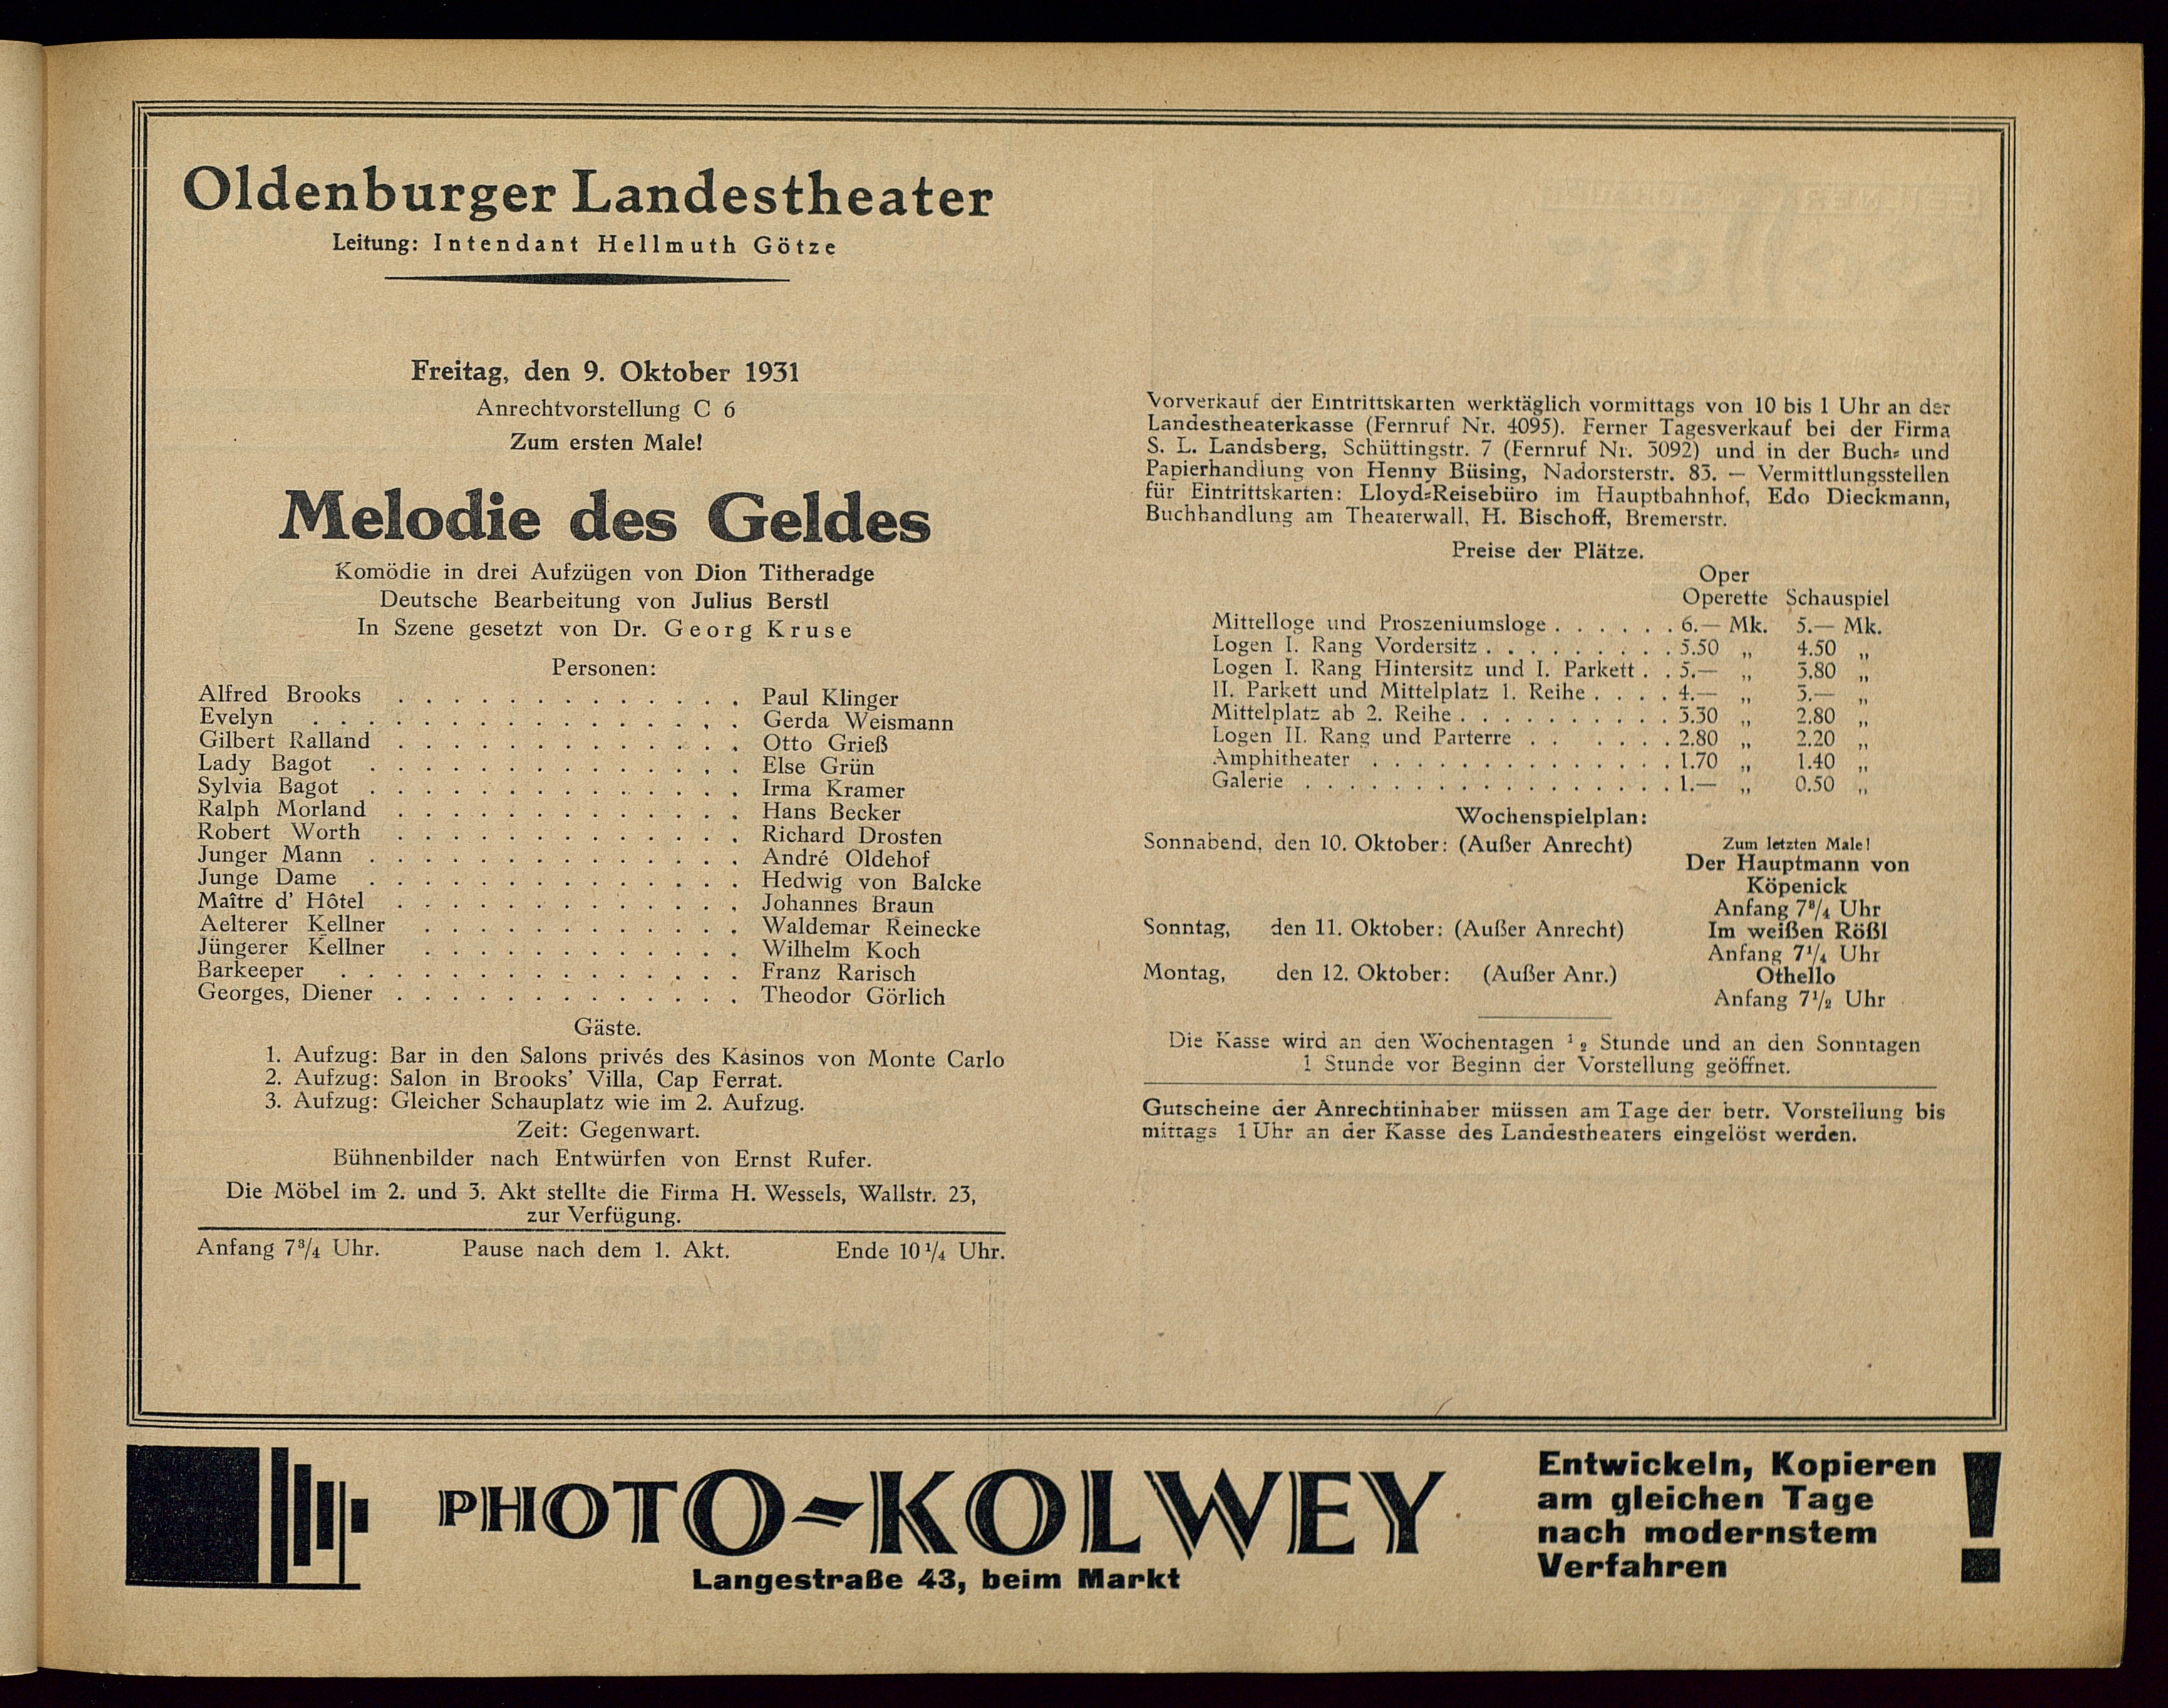 Oldenburger Landestheater
Leitung: Intendant Hellmuth Götze
Freitag, den 9. Oktober 1931
Anrechtvorstellung C 6
Zum ersten Male!
Melodie des Geldes
Komödie in drei Aufzügen von Dion Titheradge
Deutsche Bearbeitung von Julius Berstl
In Szene gesetzt von Dr. Georg Kruse
Personen:
Alfred Brooks . . . . . . . . . . . . . Paul Klinger
Evelyn . . . . . . . . . . . . . . . . Gerda Weismann
Gilbert Ralland . . . . . . . . . . . . . Otto Grieß
Lady Bagot . . . . . . . . . . . . . . Else Grün
Sylvia Bagot . . . . . . . . . . . . . . Irma Kramer
Ralph Morland . . . . . . . . . . . . . Hans Becker
Robert Worth . . . . . . . . . . . . . Richard Drosten
Junger Mann . . . . . . . . . . . . . . André Oldehof
Junge Dame . . . . . . . . . . . . . . Hedwig von Balcke
Maître d' Hôtel . . . . . . . . . . . . . Johannes Braun
Aelterer Kellner . . . . . . . . . . . . Waldemar Reinecke
Jüngerer Kellner . . . . . . . . . . . . Wilhelm Koch
Barkeeper . . . . . . . . . . . . . . . Franz Rarisch
Georges, Diener . . . . . . . . . . . . . Theodor Görlich
Gäste.
1. Aufzug: Bar in den Salons privés des Kasinos von Monte Carlo
2. Aufzug: Salon in Brooks' Villa, Cap Ferrat.
3. Aufzug: Gleicher Schauplatz wie im 2. Aufzug.
Zeit: Gegenwart.
Bühnenbilder nach Entwürfen von Ernst Rufer.
Die Möbel im 2. und 3. Akt stellte die Firma H. Wessels, Wallstr. 23,
zur Verfügung.
Anfang 7³/₄ Uhr. Pause nach dem 1. Akt. Ende 10¹/₄ Uhr.
Vorverkauf der Eintrittskarten werktäglich vormittags von 10 bis 1 Uhr an der
Landestheaterkasse (Fernruf Nr. 4095). Ferner Tagesverkauf bei der Firma
S. L. Landsberg, Schüttingstr. 7 (Fernruf Nr. 3092) und in der Buch- und
Papierhandlung von Henny Büsing, Nadorsterstr. 83. — Vermittlungsstellen
für Eintrittskarten: Lloyd-Reisebüro im Hauptbahnhof, Edo Dieckmann,
Buchhandlung am Theaterwall, H. Bischoff, Bremerstr.
Preise der Plätze.
Oper
Operette Schauspiel
Mittelloge und Proszeniumsloge . . . . . . 6.— Mk. 5.— Mk.
Logen I. Rang Vordersitz . . . . . . . . . 5.50 „ 4.50 „
Logen I. Rang Hintersitz und I. Parkett . . 5.— „ 3.80 „
II. Parkett und Mittelplatz 1. Reihe . . . . 4.— „ 3.— „
Mittelplatz ab 2. Reihe . . . . . . . . . . 3.30 „ 2.80 „
Logen II. Rang und Parterre . . . . . . 2.80 „ 2.20 „
Amphitheater . . . . . . . . . . . . . 1.70 „ 1.40 „
Galerie . . . . . . . . . . . . . . . . 1.— „ 0.50 „
Wochenspielplan:
Sonnabend, den 10. Oktober: (Außer Anrecht) Zum letzten Male!
Der Hauptmann von
Köpenick
Anfang 7³/₄ Uhr
Sonntag, den 11. Oktober: (Außer Anrecht) Im weißen Rößl
Anfang 7¹/₄ Uhr
Montag, den 12. Oktober: (Außer Anr.) Othello
Anfang 7¹/₂ Uhr
Die Kasse wird an den Wochentagen ¹/₂ Stunde und an den Sonntagen
1 Stunde vor Beginn der Vorstellung geöffnet.
Gutscheine der Anrechtinhaber müssen am Tage der betr. Vorstellung bis
mittags 1 Uhr an der Kasse des Landestheaters eingelöst werden.
PHOTO-KOLWEY
Langestraße 43, beim Markt
Entwickeln, Kopieren
am gleichen Tage
nach modernstem
Verfahren
!